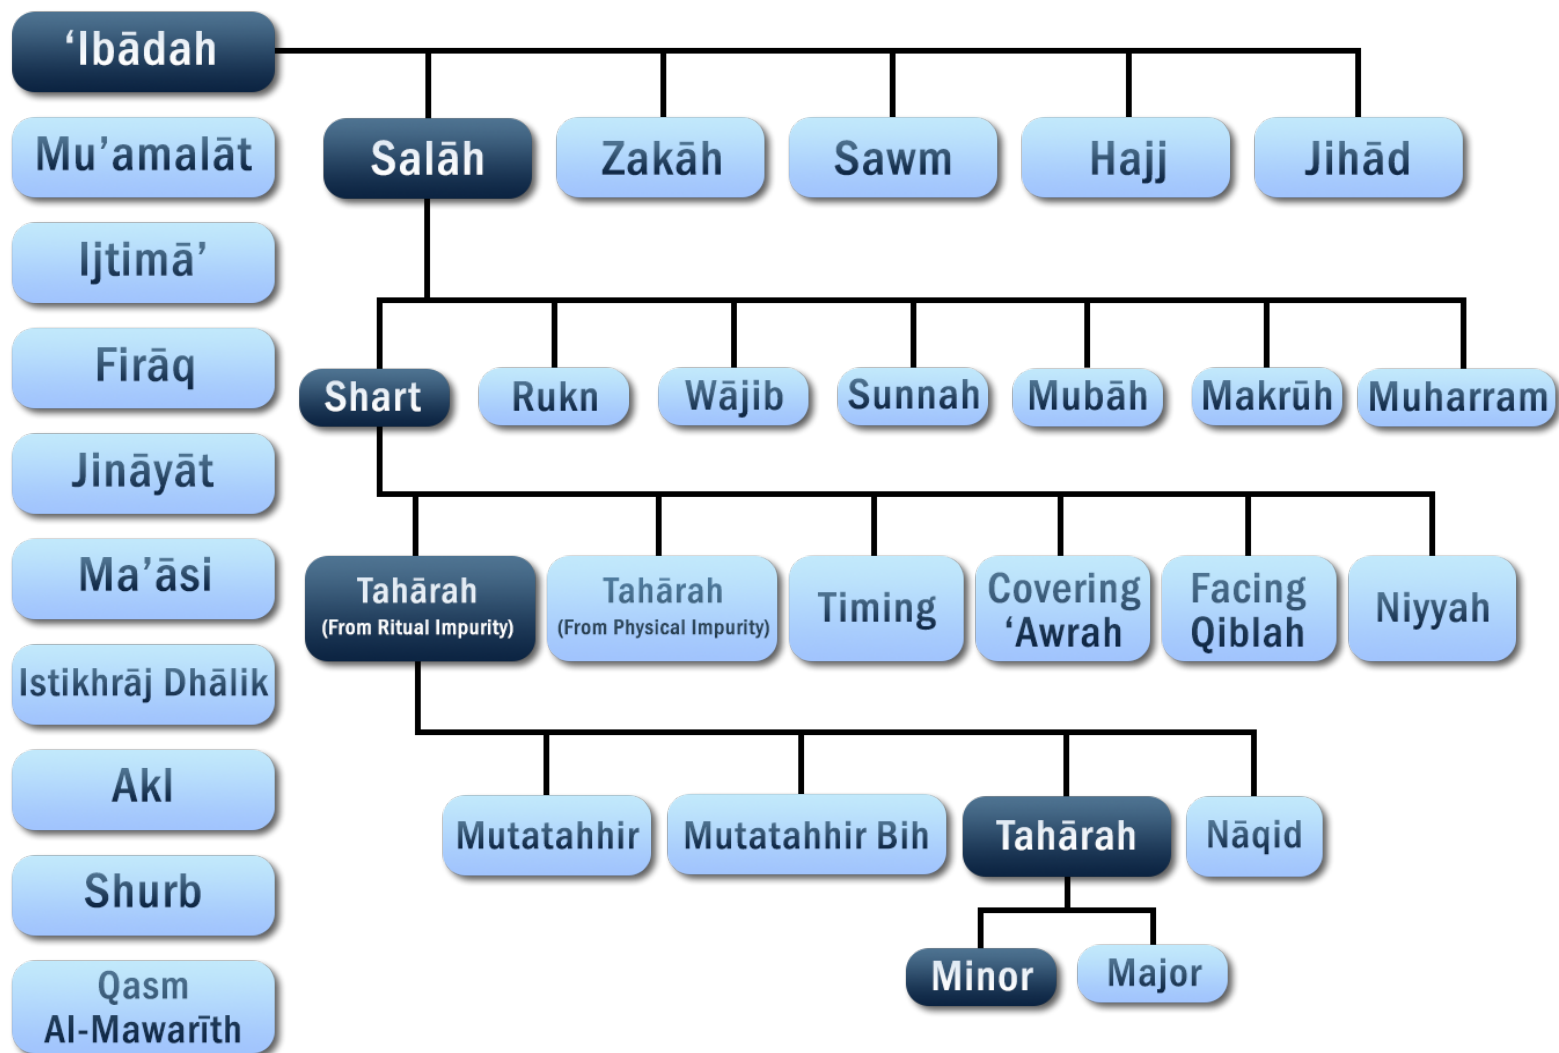 ‘Ibādah
Mu’amalāt
Salāh
Zakāh
Sawm
Hajj
Jihād
Ijtimā’
Firāq
Shart
Rukn
Wājib
Sunnah
Mubāh
Makrūh
Muharram
Jināyāt
Ma’āsi
Tahārah
(From Ritual Impurity)
Tahārah
(From Physical Impurity)
Timing
Covering
‘Awrah
Facing
Qiblah
Niyyah
Istikhrāj Dhālik
Akl
Mutatahhir
Mutatahhir Bih
Tahārah
Nāqid
Shurb
Qasm
Al-Mawarīth
Minor
Major